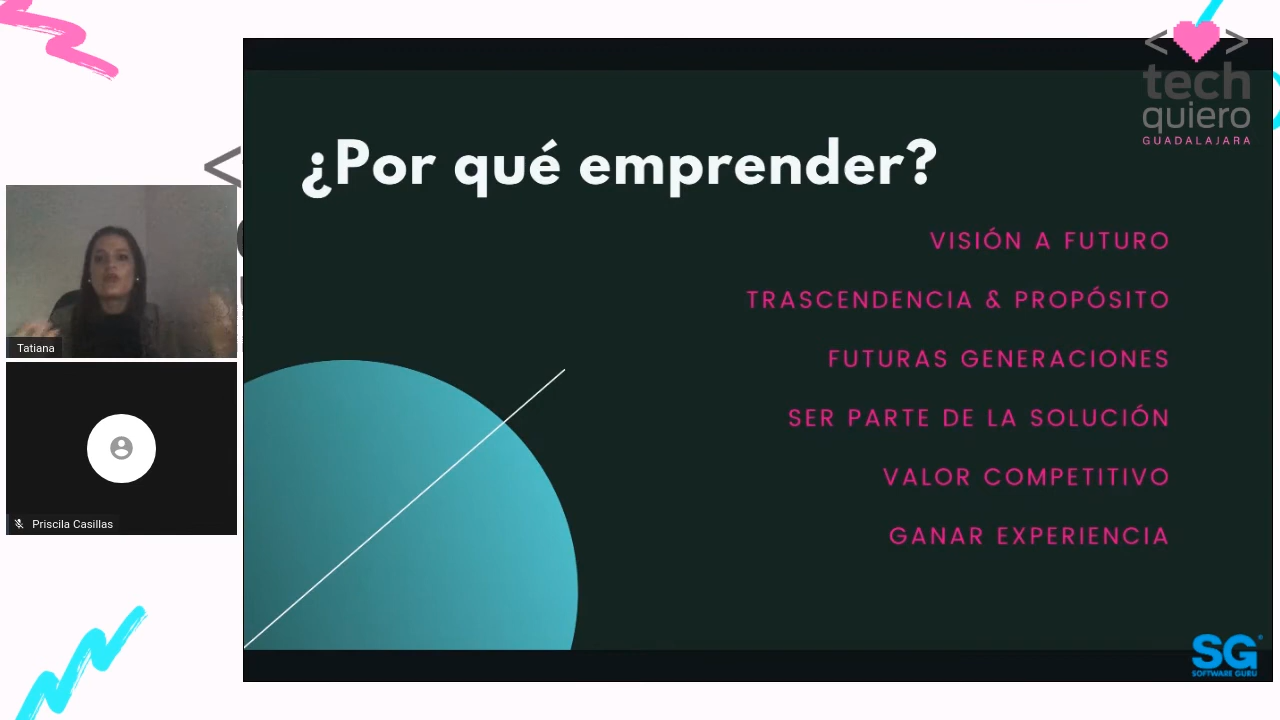 tech
quiero
GUADALAJARA
¿Por qué emprender?
VISIÓN A FUTURO
TRASCENDENCIA & PROPÓSITO
FUTURAS GENERACIONES
SER PARTE DE LA SOLUCIÓN
VALOR COMPETITIVO
GANAR EXPERIENCIA
Tatiana
Priscila Casillas
SG
SOFTWARE GURU